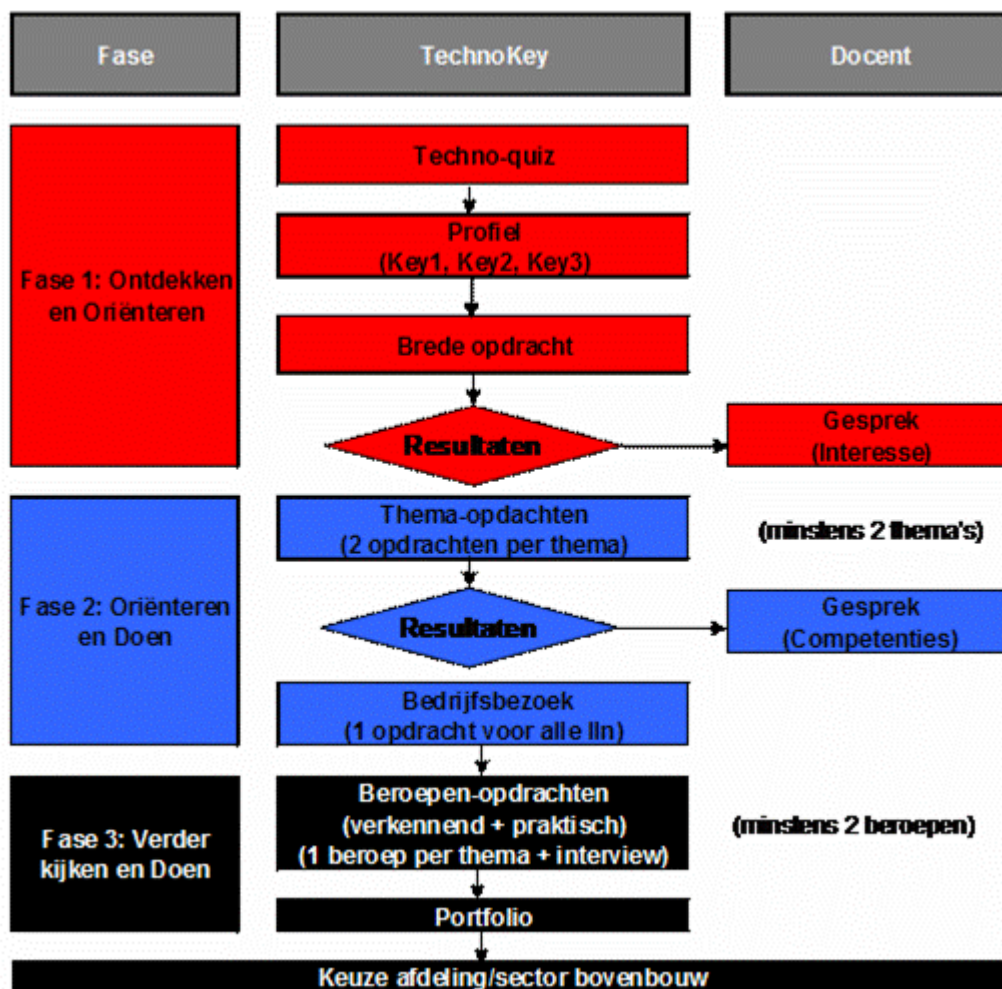 Fase
TechnoKey
Docent
Fase 1: Ontdekken
en Oriënteren
Techno-quiz
Profiel
(Key1, Key2, Key3)
Brede opdracht
Resultaten
Gesprek
(Interesse)
Fase 2: Oriënteren
en Doen
Thema-opdachten
(2 opdrachten per thema)
(minstens 2 thema's)
Resultaten
Gesprek
(Competenties)
Bedrijfsbezoek
(1 opdracht voor alle lln)
Fase 3: Verder
kijken en Doen
Beroepen-opdrachten
(verkennend + praktisch)
(1 beroep per thema + interview)
(minstens 2 beroepen)
Portfolio
Keuze afdeling/sector bovenbouw